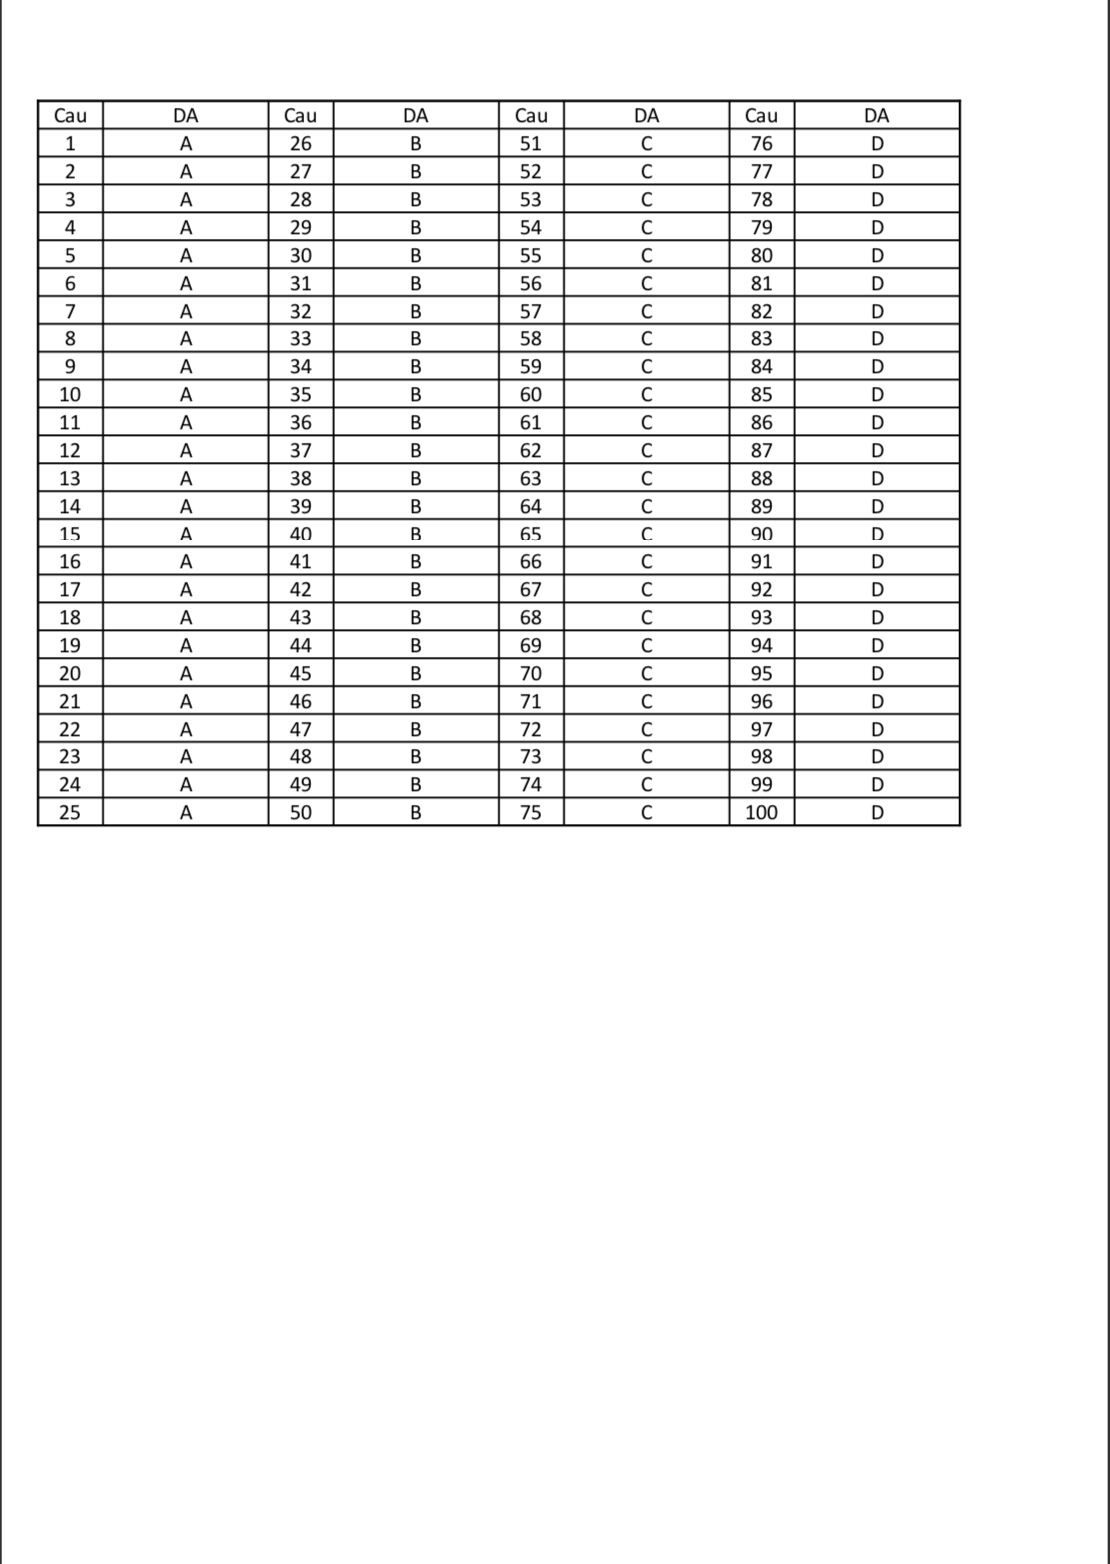 Cau DA Cau DA Cau DA Cau DA
1 A 26 B 51 C 76 D
2 A 27 B 52 C 77 D
3 A 28 B 53 C 78 D
4 A 29 B 54 C 79 D
5 A 30 B 55 C 80 D
6 A 31 B 56 C 81 D
7 A 32 B 57 C 82 D
8 A 33 B 58 C 83 D
9 A 34 B 59 C 84 D
10 A 35 B 60 C 85 D
11 A 36 B 61 C 86 D
12 A 37 B 62 C 87 D
13 A 38 B 63 C 88 D
14 A 39 B 64 C 89 D
15 A 40 B 65 C 90 D
16 A 41 B 66 C 91 D
17 A 42 B 67 C 92 D
18 A 43 B 68 C 93 D
19 A 44 B 69 C 94 D
20 A 45 B 70 C 95 D
21 A 46 B 71 C 96 D
22 A 47 B 72 C 97 D
23 A 48 B 73 C 98 D
24 A 49 B 74 C 99 D
25 A 50 B 75 C 100 D